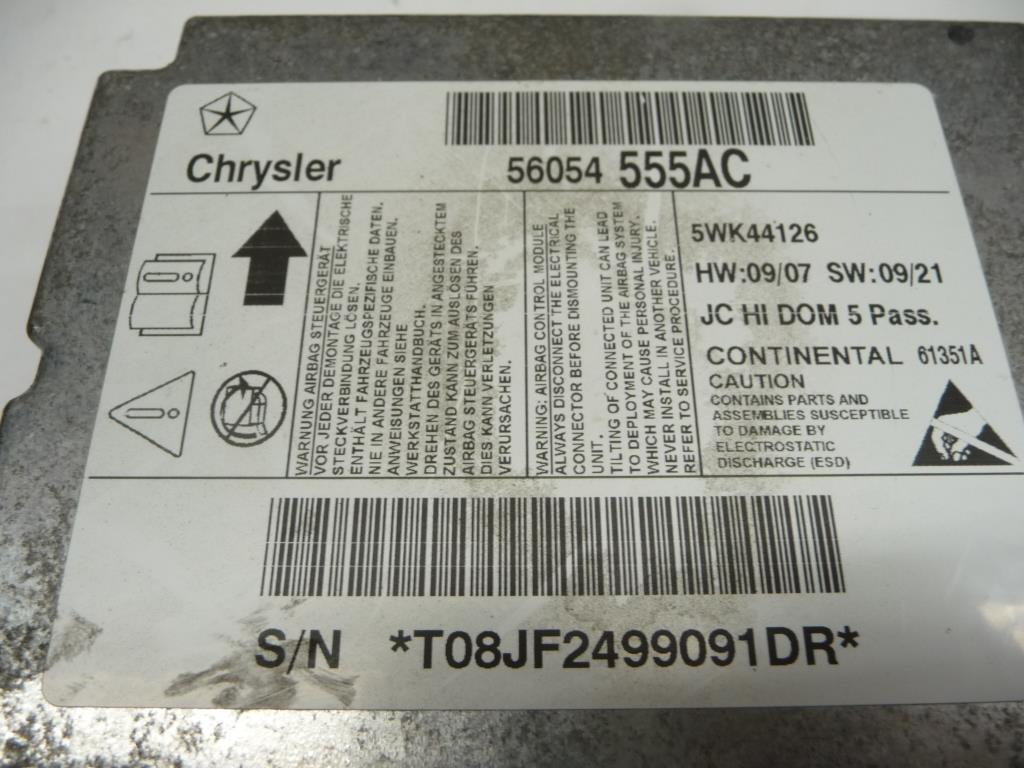 Chrysler
56054 555AC
WARNUNG AIRBAG STEUERGERÄT
VOR JEDER DEMONTAGE DIE ELEKTRISCHE
STECKVERBINDUNG LÖSEN.
ENTHÄLT FAHRZEUGSPEZIFISCHE DATEN.
NIE IN ANDERE FAHRZEUGE EINBAUEN.
ANWEISUNGEN SIEHE
WERKSTATTHANDBUCH.
DREHEN DES GERÄTS IN ANGESTECKTEM
ZUSTAND KANN ZUM AUSLÖSEN DES
AIRBAG STEUERGERÄTS FÜHREN.
DIES KANN VERLETZUNGEN
VERURSACHEN.
WARNING: AIRBAG CONTROL MODULE
ALWAYS DISCONNECT THE ELECTRICAL
CONNECTOR BEFORE DISMOUNTING THE
UNIT.
TILTING OF CONNECTED UNIT CAN LEAD
TO DEPLOYMENT OF THE AIRBAG SYSTEM
WHICH MAY CAUSE PERSONAL INJURY.
NEVER INSTALL IN ANOTHER VEHICLE.
REFER TO SERVICE PROCEDURE.
5WK44126
HW:09/07 SW:09/21
JC HI DOM 5 Pass.
CONTINENTAL 61351A
CAUTION
CONTAINS PARTS AND
ASSEMBLIES SUSCEPTIBLE
TO DAMAGE BY
ELECTROSTATIC
DISCHARGE (ESD)
S/N *T08JF2499091DR*